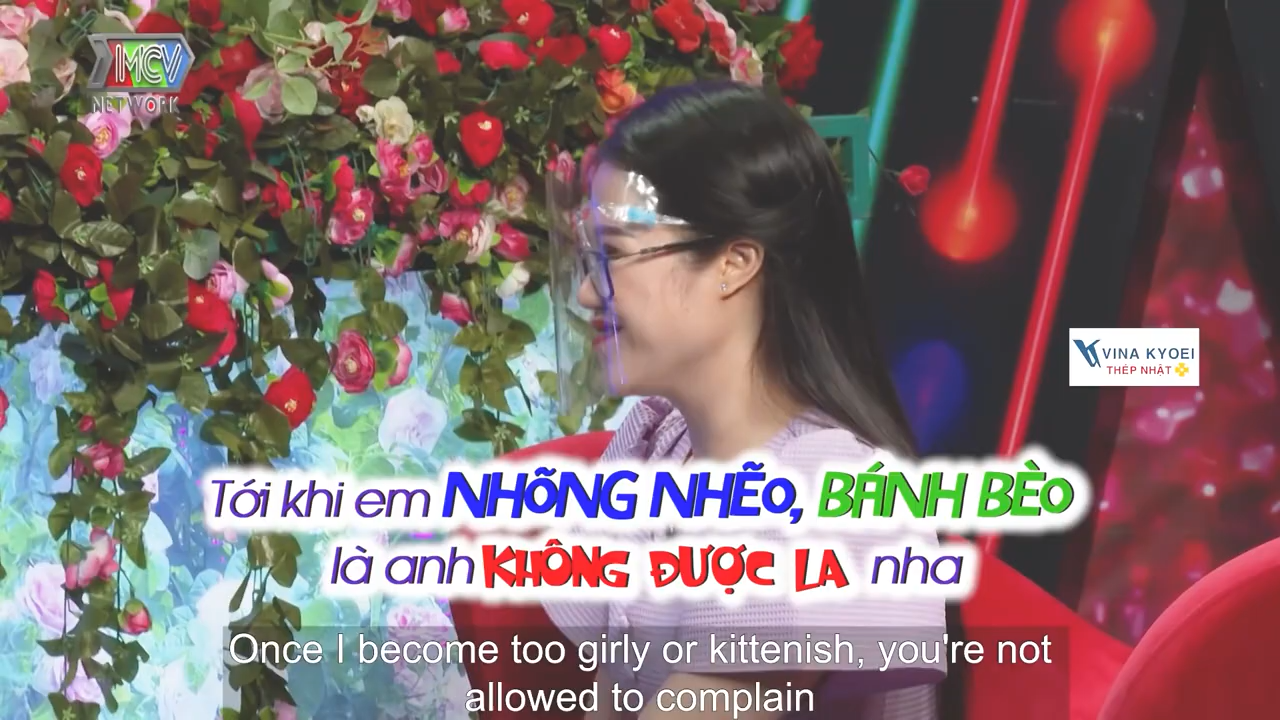 MCV
NETWORK
VINA KYOEI
THÉP NHẬT
Tới khi em NHÕNG NHẼO, BÁNH BÈO
là anh KHÔNG ĐƯỢC LA nha
Once I become too girly or kittenish, you're not
allowed to complain